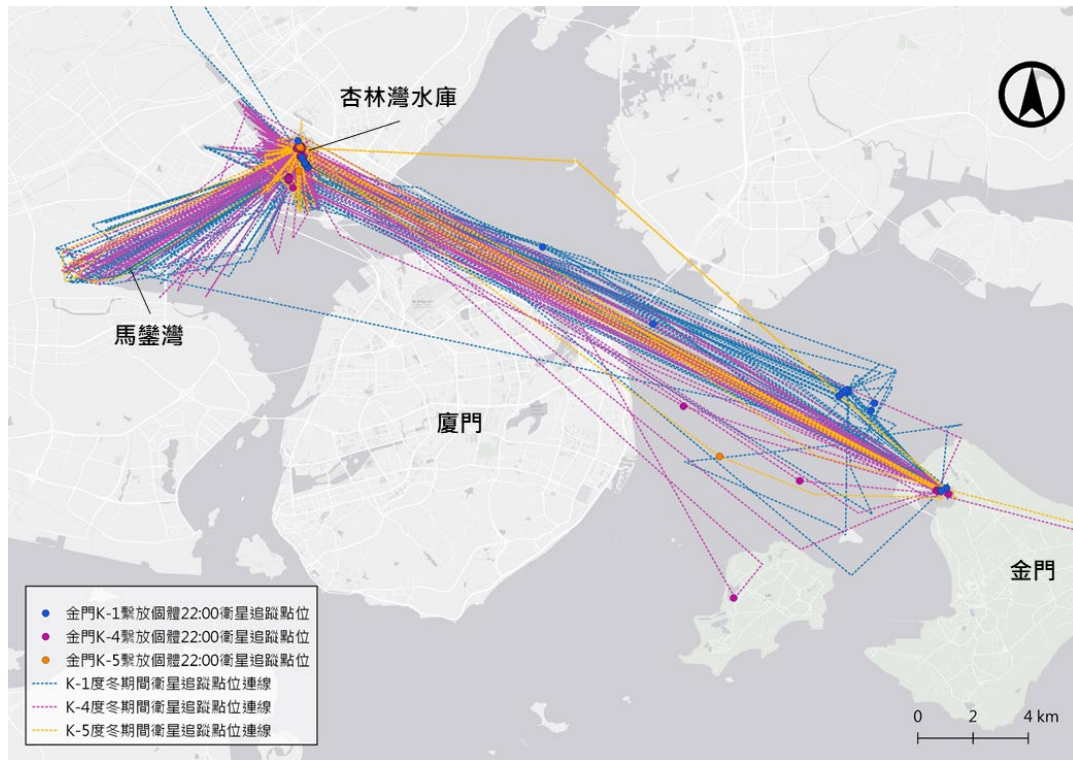 杏林灣水庫
馬鑾灣
廈門
金門
金門K-1繫放個體22:00衛星追蹤點位
金門K-4繫放個體22:00衛星追蹤點位
金門K-5繫放個體22:00衛星追蹤點位
K-1度冬期間衛星追蹤點位連線
K-4度冬期間衛星追蹤點位連線
K-5度冬期間衛星追蹤點位連線
0 2 4 km